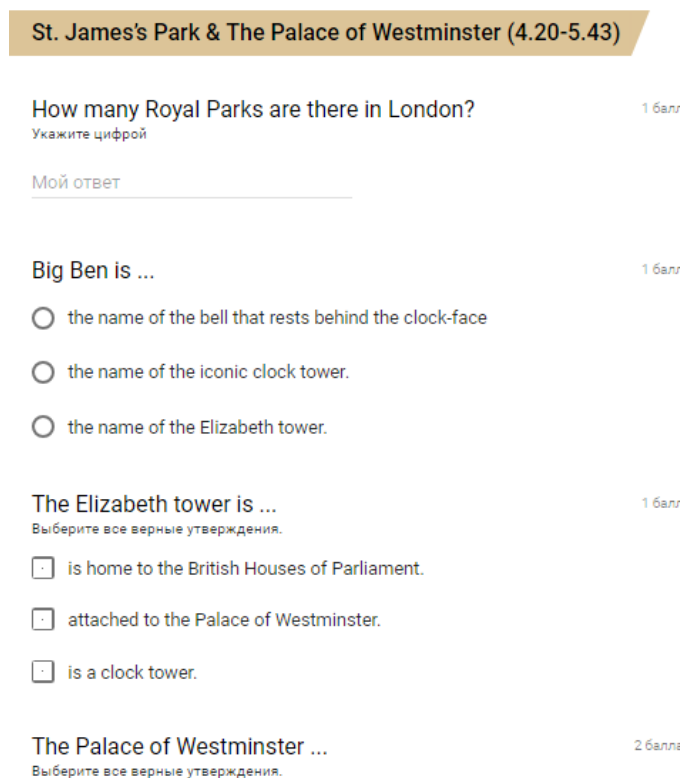 St. James's Park & The Palace of Westminster (4.20-5.43)
How many Royal Parks are there in London?
1 балл
Укажите цифрой
Мой ответ
Big Ben is ...
1 балл
the name of the bell that rests behind the clock-face
the name of the iconic clock tower.
the name of the Elizabeth tower.
The Elizabeth tower is ...
1 балл
Выберите все верные утверждения.
is home to the British Houses of Parliament.
attached to the Palace of Westminster.
is a clock tower.
The Palace of Westminster ...
2 балла
Выберите все верные утверждения.